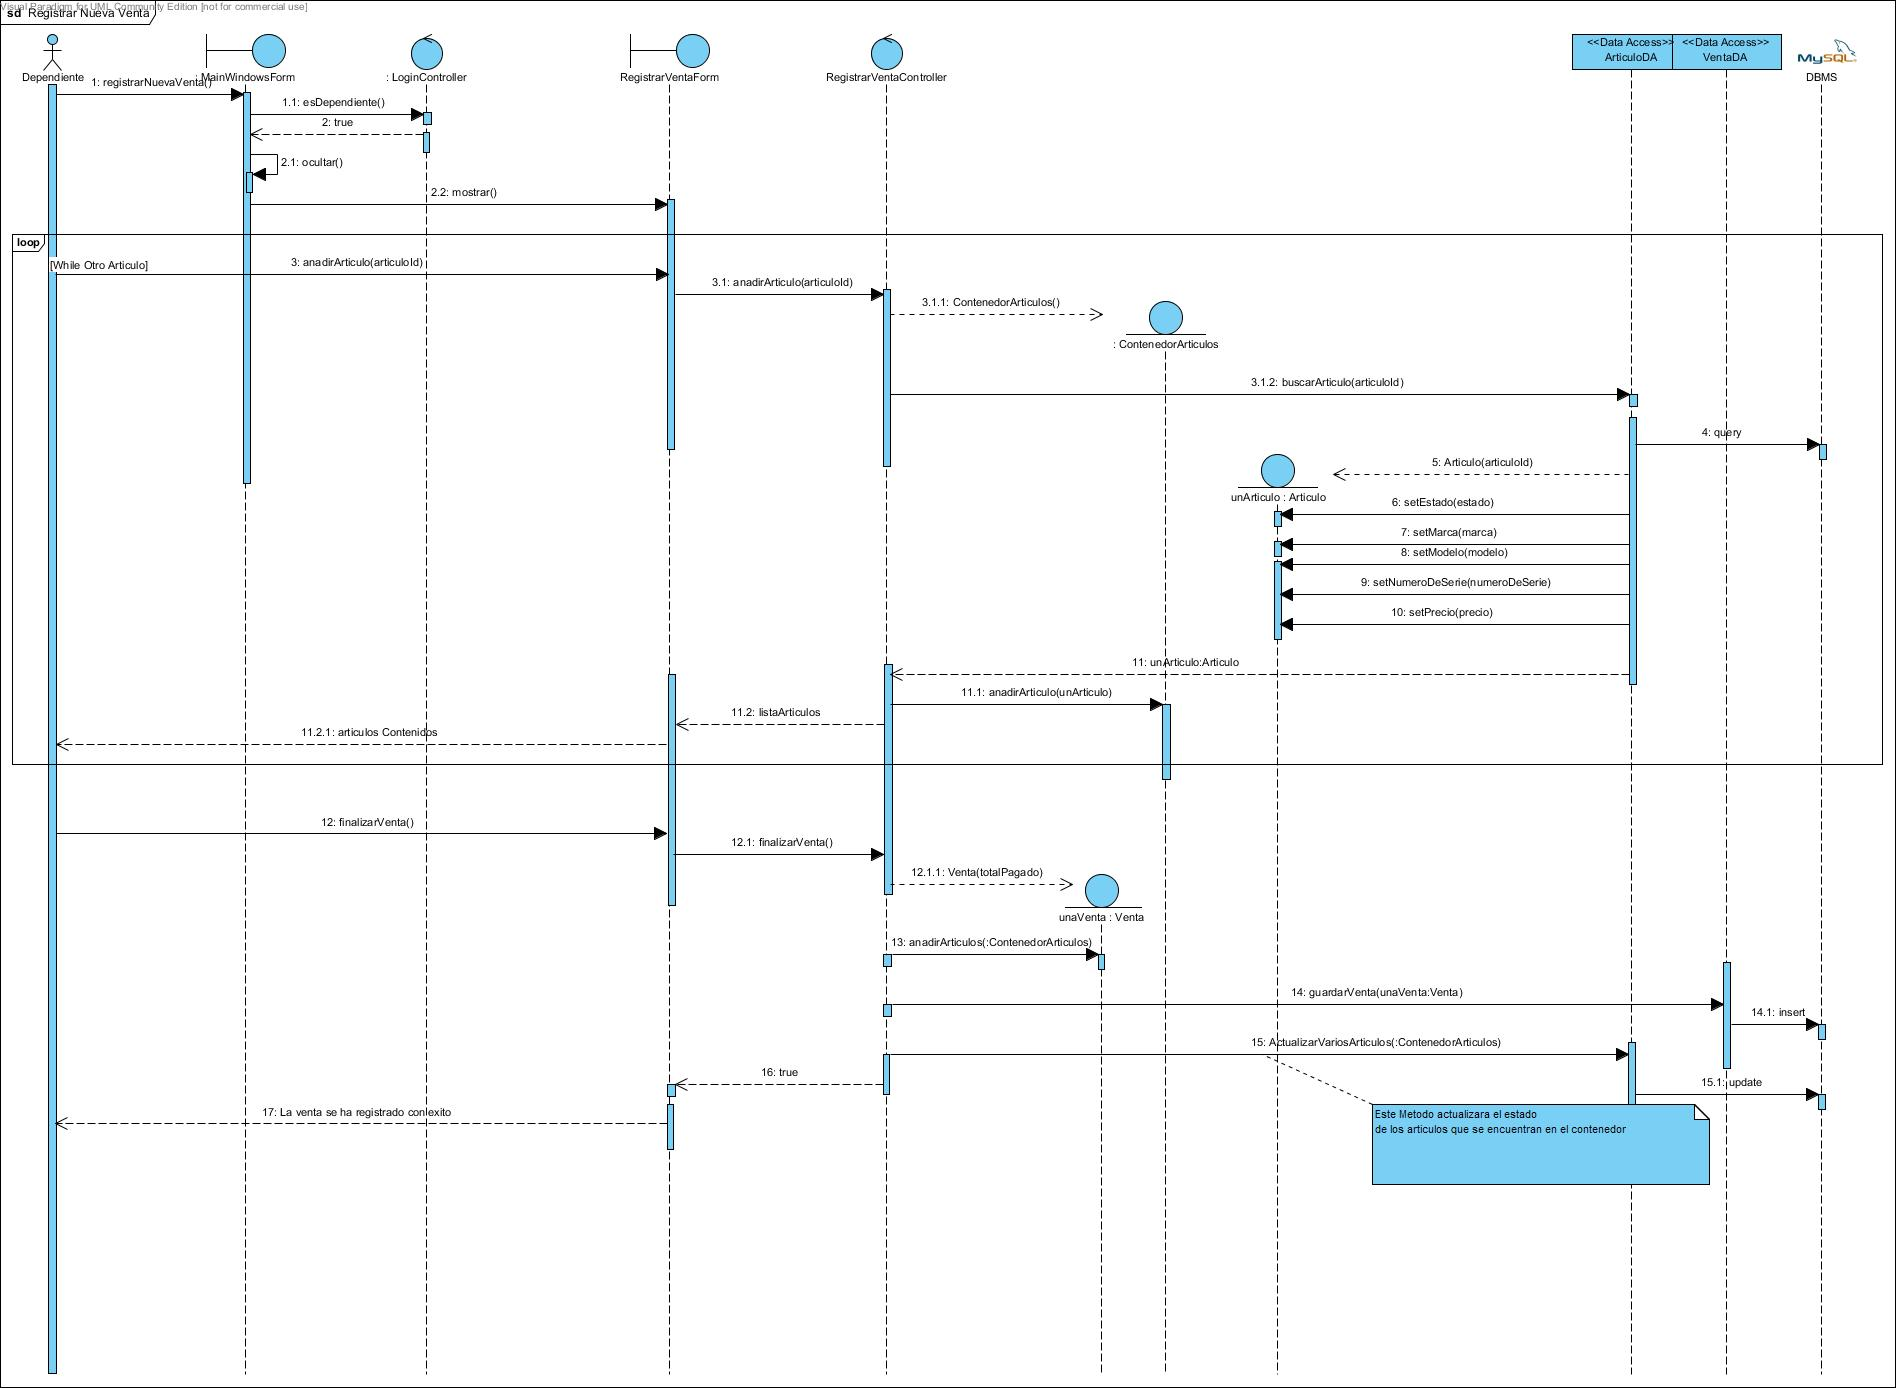 Visual Paradigm for UML Community Edition [not for commercial use]
sd Registrar Nueva Venta
<<Data Access>>
ArticuloDA
<<Data Access>>
VentaDA
MySQL
Dependiente
: MainWindowsForm
: LoginController
RegistrarVentaForm
RegistrarVentaController
DBMS
1: registrarNuevaVenta()
1.1: esDependiente()
2: true
2.1: ocultar()
2.2: mostrar()
loop
[While Otro Articulo]
3: anadirArticulo(articuloId)
3.1: anadirArticulo(articuloId)
3.1.1: ContenedorArticulos()
: ContenedorArticulos
3.1.2: buscarArticulo(articuloId)
4: query
5: Articulo(articuloId)
unArticulo : Articulo
6: setEstado(estado)
7: setMarca(marca)
8: setModelo(modelo)
9: setNumeroDeSerie(numeroDeSerie)
10: setPrecio(precio)
11: unArticulo:Articulo
11.1: anadirArticulo(unArticulo)
11.2: listaArticulos
11.2.1: articulos Contenidos
12: finalizarVenta()
12.1: finalizarVenta()
12.1.1: Venta(totalPagado)
unaVenta : Venta
13: anadirArticulos(:ContenedorArticulos)
14: guardarVenta(unaVenta:Venta)
14.1: insert
15: ActualizarVariosArticulos(:ContenedorArticulos)
16: true
15.1: update
17: La venta se ha registrado con exito
Este Metodo actualizara el estado
de los articulos que se encuentran en el contenedor